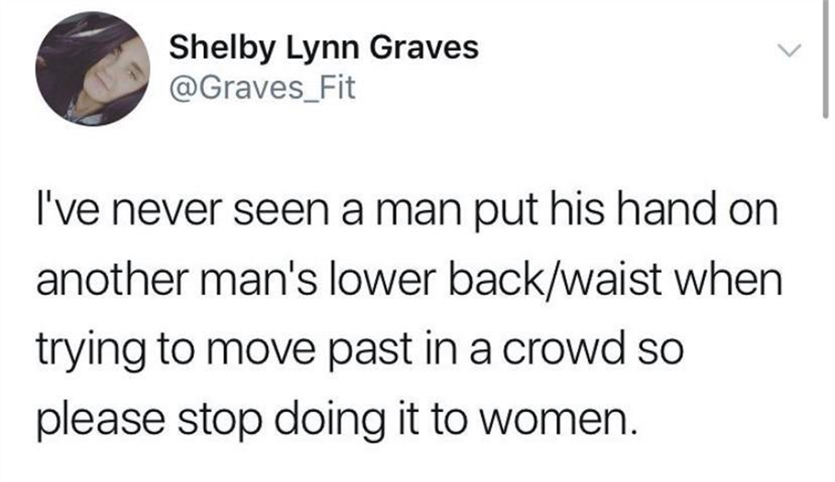 Shelby Lynn Graves
@Graves_Fit
I've never seen a man put his hand on
another man's lower back/waist when
trying to move past in a crowd so
please stop doing it to women.